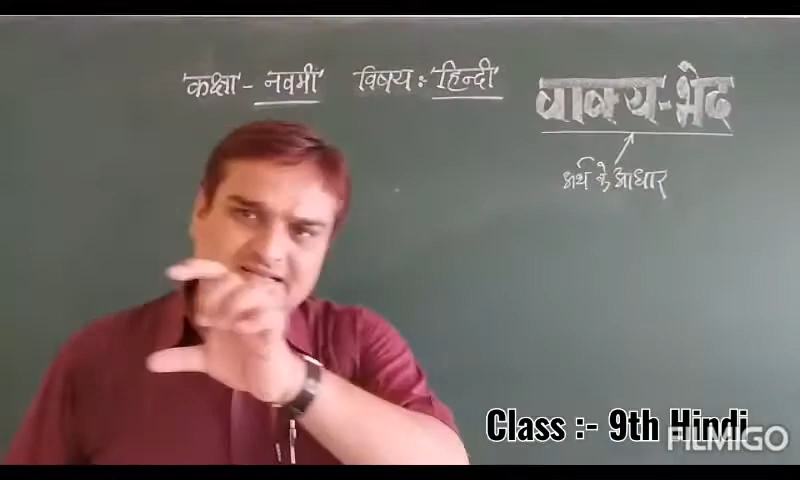 कक्षा - नवमी विषय : हिन्दी
वाक्य-भेद
अर्थ के आधार
Class :- 9th Hindi
FILMIGO